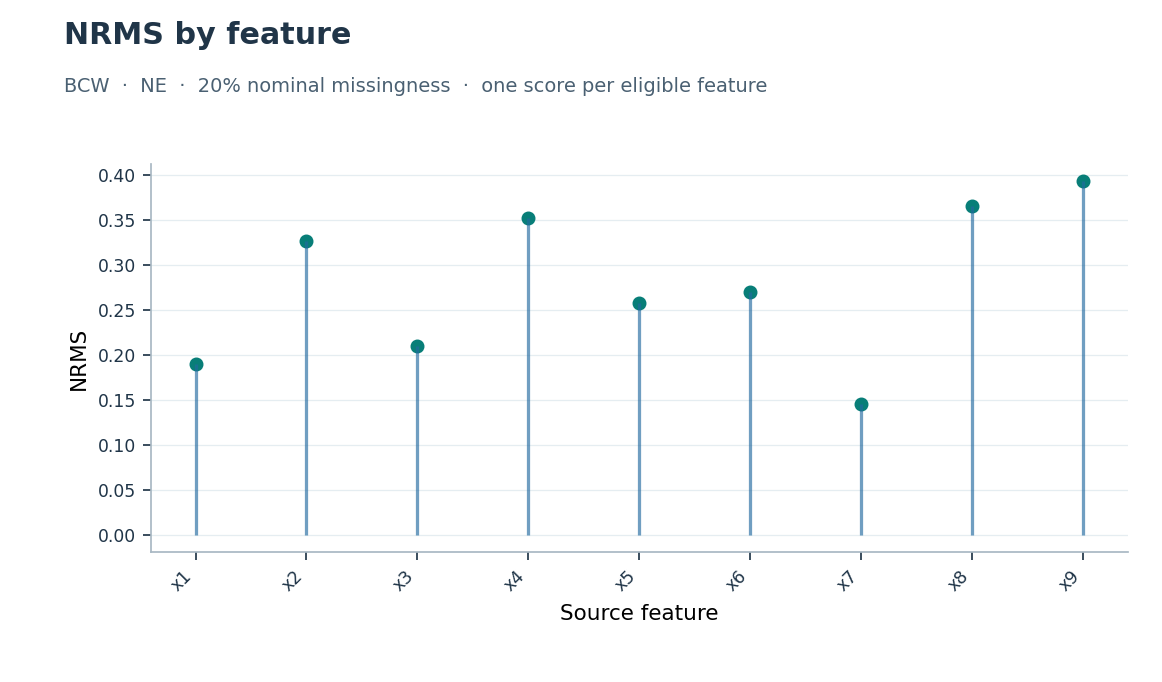 NRMS by feature
BCW · NE · 20% nominal missingness · one score per eligible feature
0.40
0.35
0.30
0.25
0.20
0.15
0.10
0.05
0.00
NRMS
x1 x2 x3 x4 x5 x6 x7 x8 x9
Source feature